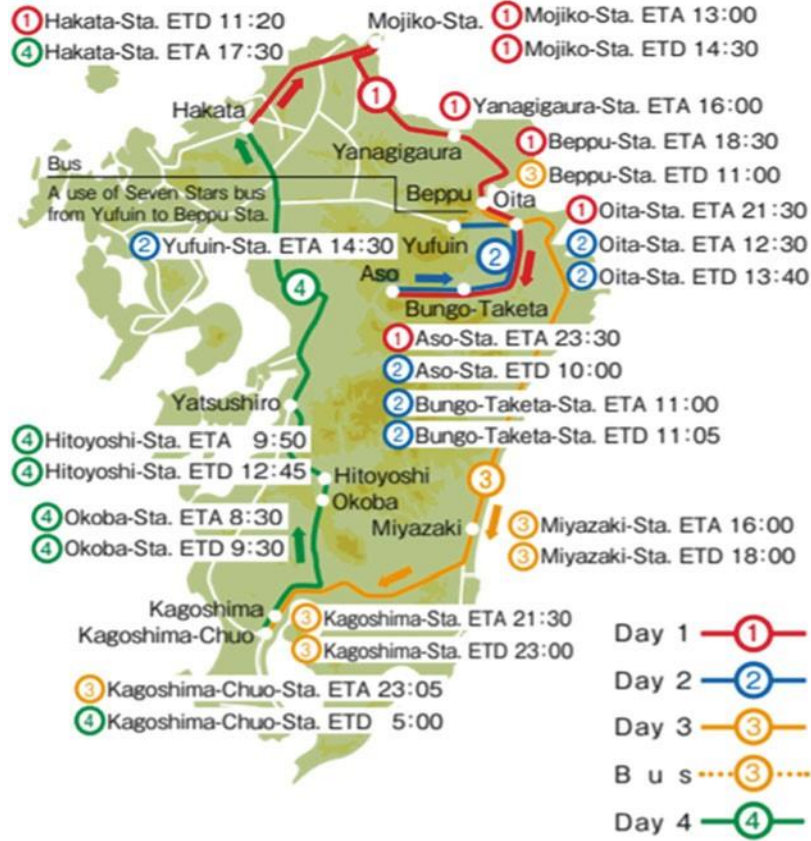 ① Hakata-Sta. ETD 11:20
④ Hakata-Sta. ETA 17:30
Mojiko-Sta.
① Mojiko-Sta. ETA 13:00
① Mojiko-Sta. ETD 14:30
①
Hakata
① Yanagigaura-Sta. ETA 16:00
Yanagigaura
① Beppu-Sta. ETA 18:30
③ Beppu-Sta. ETD 11:00
Bus
A use of Seven Stars bus
from Yufuin to Beppu Sta.
Beppu
Oita
① Oita-Sta. ETA 21:30
② Oita-Sta. ETA 12:30
② Oita-Sta. ETD 13:40
② Yufuin-Sta. ETA 14:30
Yufuin
②
Aso
④
Bungo-Taketa
① Aso-Sta. ETA 23:30
② Aso-Sta. ETD 10:00
② Bungo-Taketa-Sta. ETA 11:00
② Bungo-Taketa-Sta. ETD 11:05
Yatsushiro
④ Hitoyoshi-Sta. ETA 9:50
④ Hitoyoshi-Sta. ETD 12:45
Hitoyoshi
Okoba
③
④ Okoba-Sta. ETA 8:30
④ Okoba-Sta. ETD 9:30
Miyazaki
③ Miyazaki-Sta. ETA 16:00
③ Miyazaki-Sta. ETD 18:00
Kagoshima
Kagoshima-Chuo
③ Kagoshima-Sta. ETA 21:30
③ Kagoshima-Sta. ETD 23:00
③ Kagoshima-Chuo-Sta. ETA 23:05
④ Kagoshima-Chuo-Sta. ETD 5:00
Day 1 ①
Day 2 ②
Day 3 ③
Bus ③
Day 4 ④